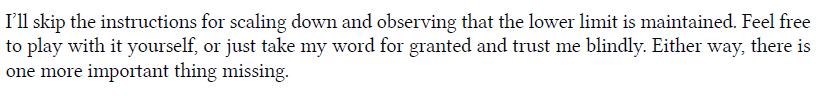 I’ll skip the instructions for scaling down and observing that the lower limit is maintained. Feel free
to play with it yourself, or just take my word for granted and trust me blindly. Either way, there is
one more important thing missing.